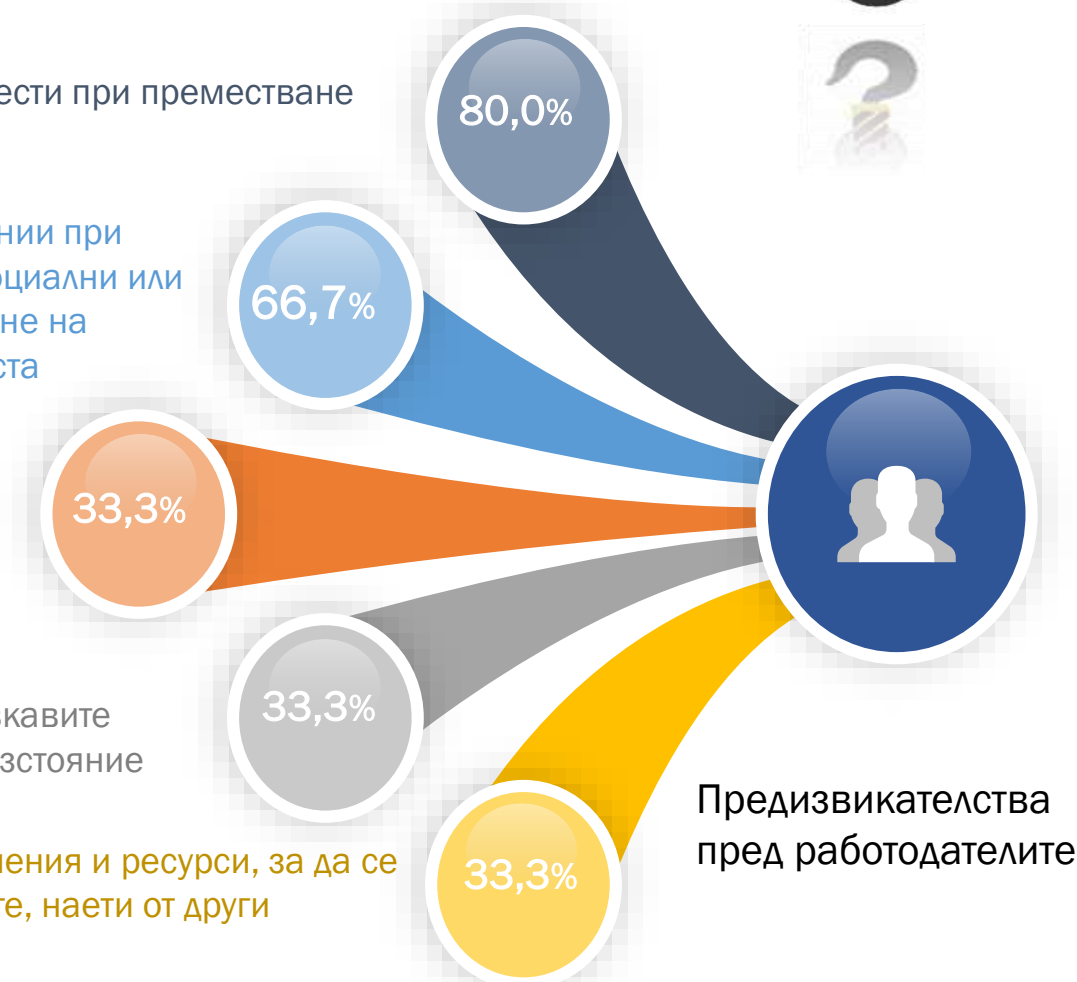 ести при преместване
80,0%
нии при
оциални или
не на
ста
66,7%
33,3%
33,3%
вкавите
зстояние
ения и ресурси, за да се
те, наети от други
33,3%
Предизвикателства
пред работодателите